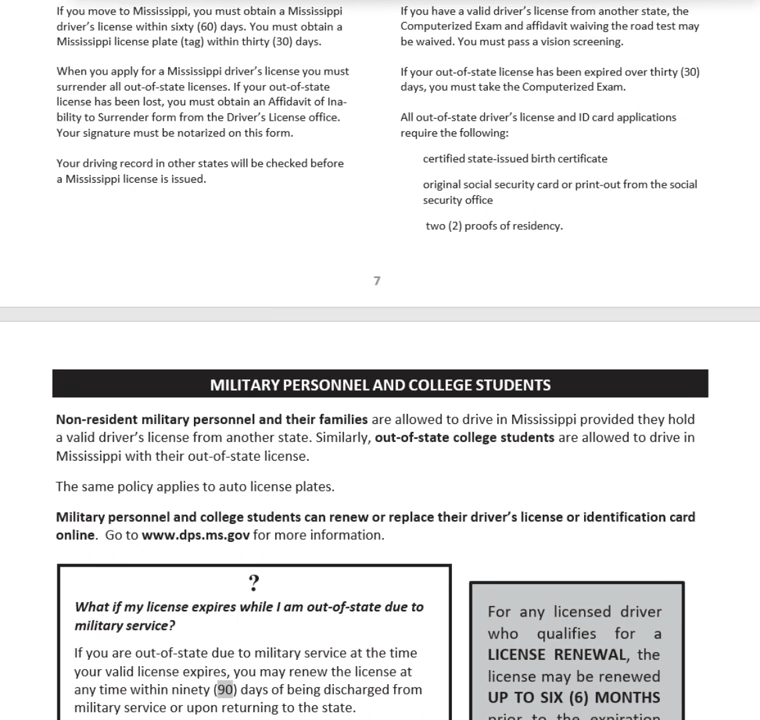 If you move to Mississippi, you must obtain a Mississippi
driver's license within sixty (60) days. You must obtain a
Mississippi license plate (tag) within thirty (30) days.
When you apply for a Mississippi driver's license you must
surrender all out-of-state licenses. If your out-of-state
license has been lost, you must obtain an Affidavit of Ina-
bility to Surrender form from the Driver's License office.
Your signature must be notarized on this form.
Your driving record in other states will be checked before
a Mississippi license is issued.
If you have a valid driver's license from another state, the
Computerized Exam and affidavit waiving the road test may
be waived. You must pass a vision screening.
If your out-of-state license has been expired over thirty (30)
days, you must take the Computerized Exam.
All out-of-state driver's license and ID card applications
require the following:
certified state-issued birth certificate
original social security card or print-out from the social
security office
two (2) proofs of residency.
7
MILITARY PERSONNEL AND COLLEGE STUDENTS
Non-resident military personnel and their families are allowed to drive in Mississippi provided they hold
a valid driver's license from another state. Similarly, out-of-state college students are allowed to drive in
Mississippi with their out-of-state license.
The same policy applies to auto license plates.
Military personnel and college students can renew or replace their driver's license or identification card
online. Go to www.dps.ms.gov for more information.
?
What if my license expires while I am out-of-state due to
military service?
If you are out-of-state due to military service at the time
your valid license expires, you may renew the license at
any time within ninety (90) days of being discharged from
military service or upon returning to the state.
For any licensed driver
who qualifies for a
LICENSE RENEWAL, the
license may be renewed
UP TO SIX (6) MONTHS
prior to the expiration